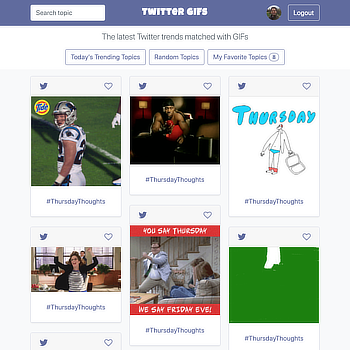 Search topic
TWITTER GIFS
Logout
The latest Twitter trends matched with GIFs
Today's Trending Topics
Random Topics
My Favorite Topics 8
Tide
#ThursdayThoughts
#ThursdayThoughts
THURSDAY
#ThursdayThoughts
#ThursdayThoughts
YOU SAY THURSDAY
WE SAY FRIDAY EVE!
#ThursdayThoughts
#ThursdayThoughts